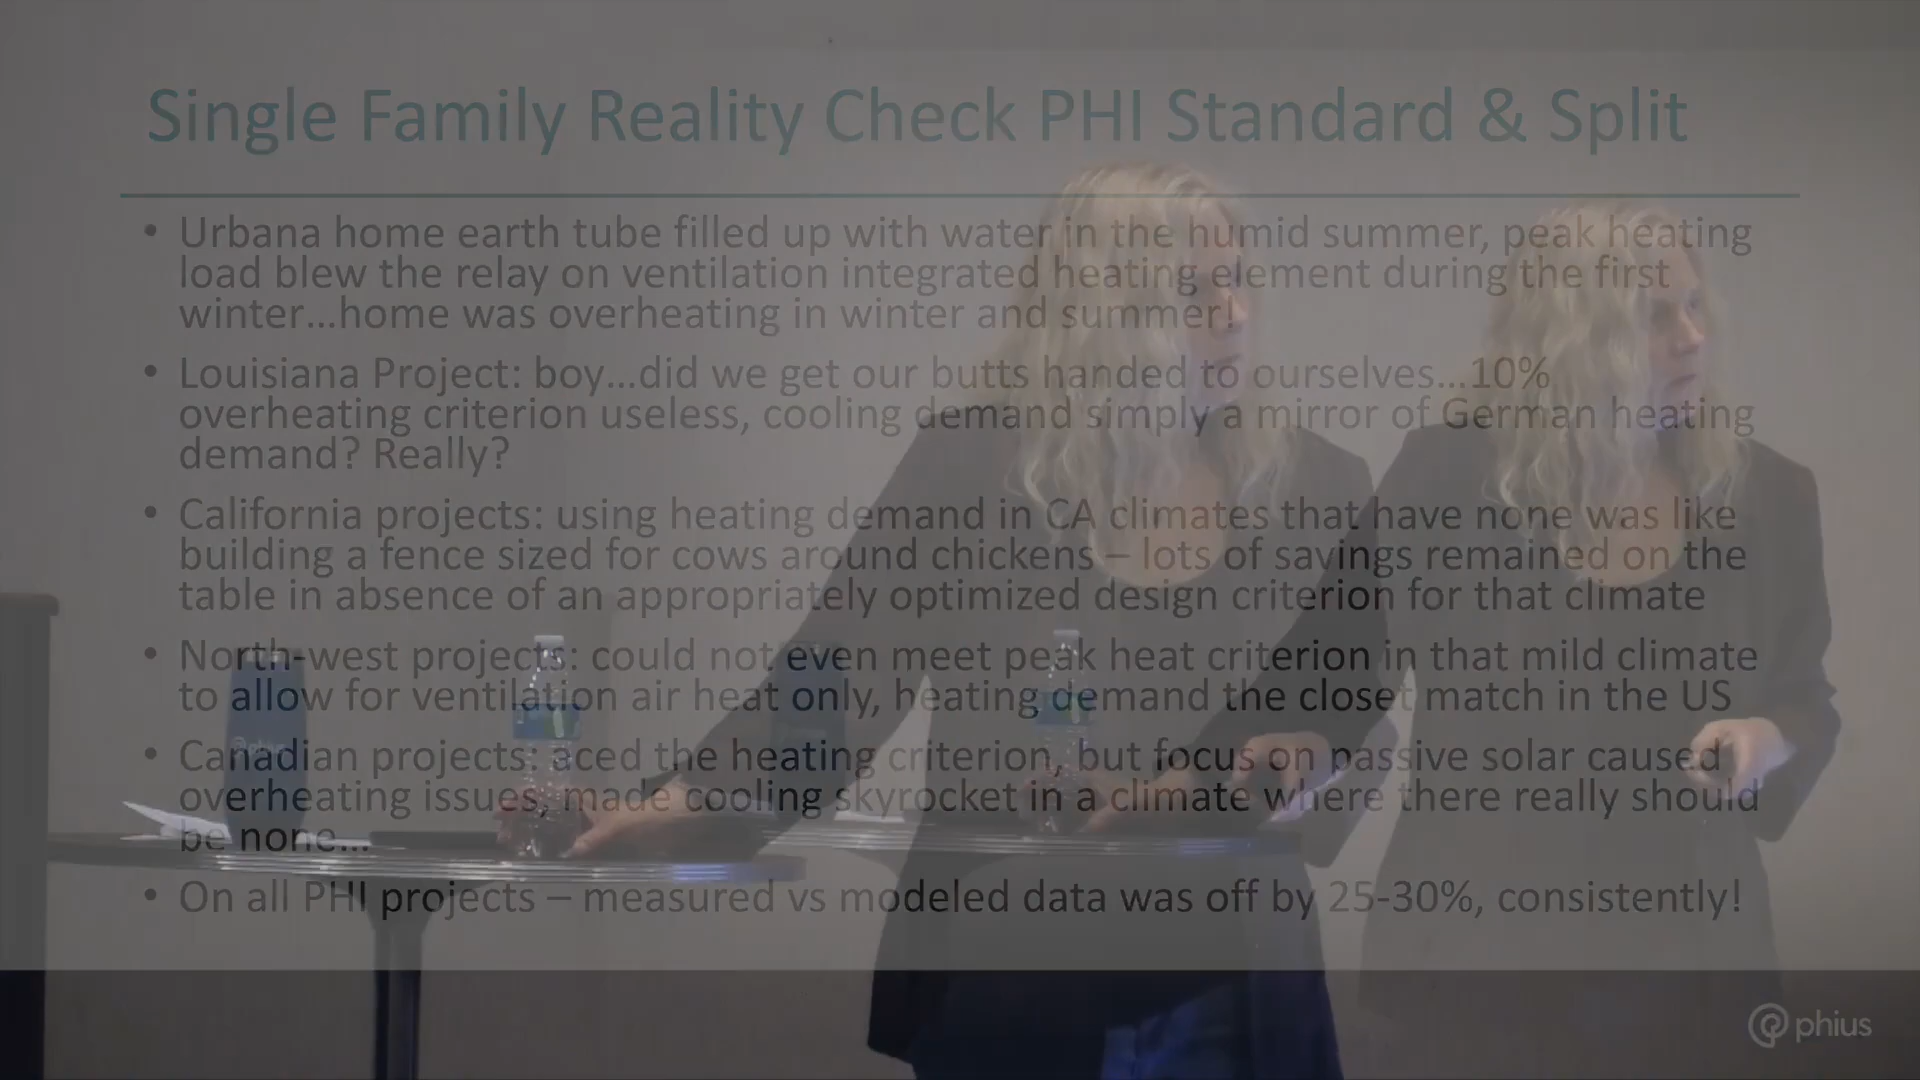 Single Family Reality Check PHI Standard & Split
• Urbana home earth tube filled up with water in the humid summer, peak heating
load blew the relay on ventilation integrated heating element during the first
winter...home was overheating in winter and summer!
• Louisiana Project: boy...did we get our butts handed to ourselves...10%
overheating criterion useless, cooling demand simply a mirror of German heating
demand? Really?
• California projects: using heating demand in CA climates that have none was like
building a fence sized for cows around chickens – lots of savings remained on the
table in absence of an appropriately optimized design criterion for that climate
• North-west projects: could not even meet peak heat criterion in that mild climate
to allow for ventilation air heat only, heating demand the closet match in the US
• Canadian projects: aced the heating criterion, but focus on passive solar caused
overheating issues, made cooling skyrocket in a climate where there really should
be none...
• On all PHI projects – measured vs modeled data was off by 25-30%, consistently!
phius